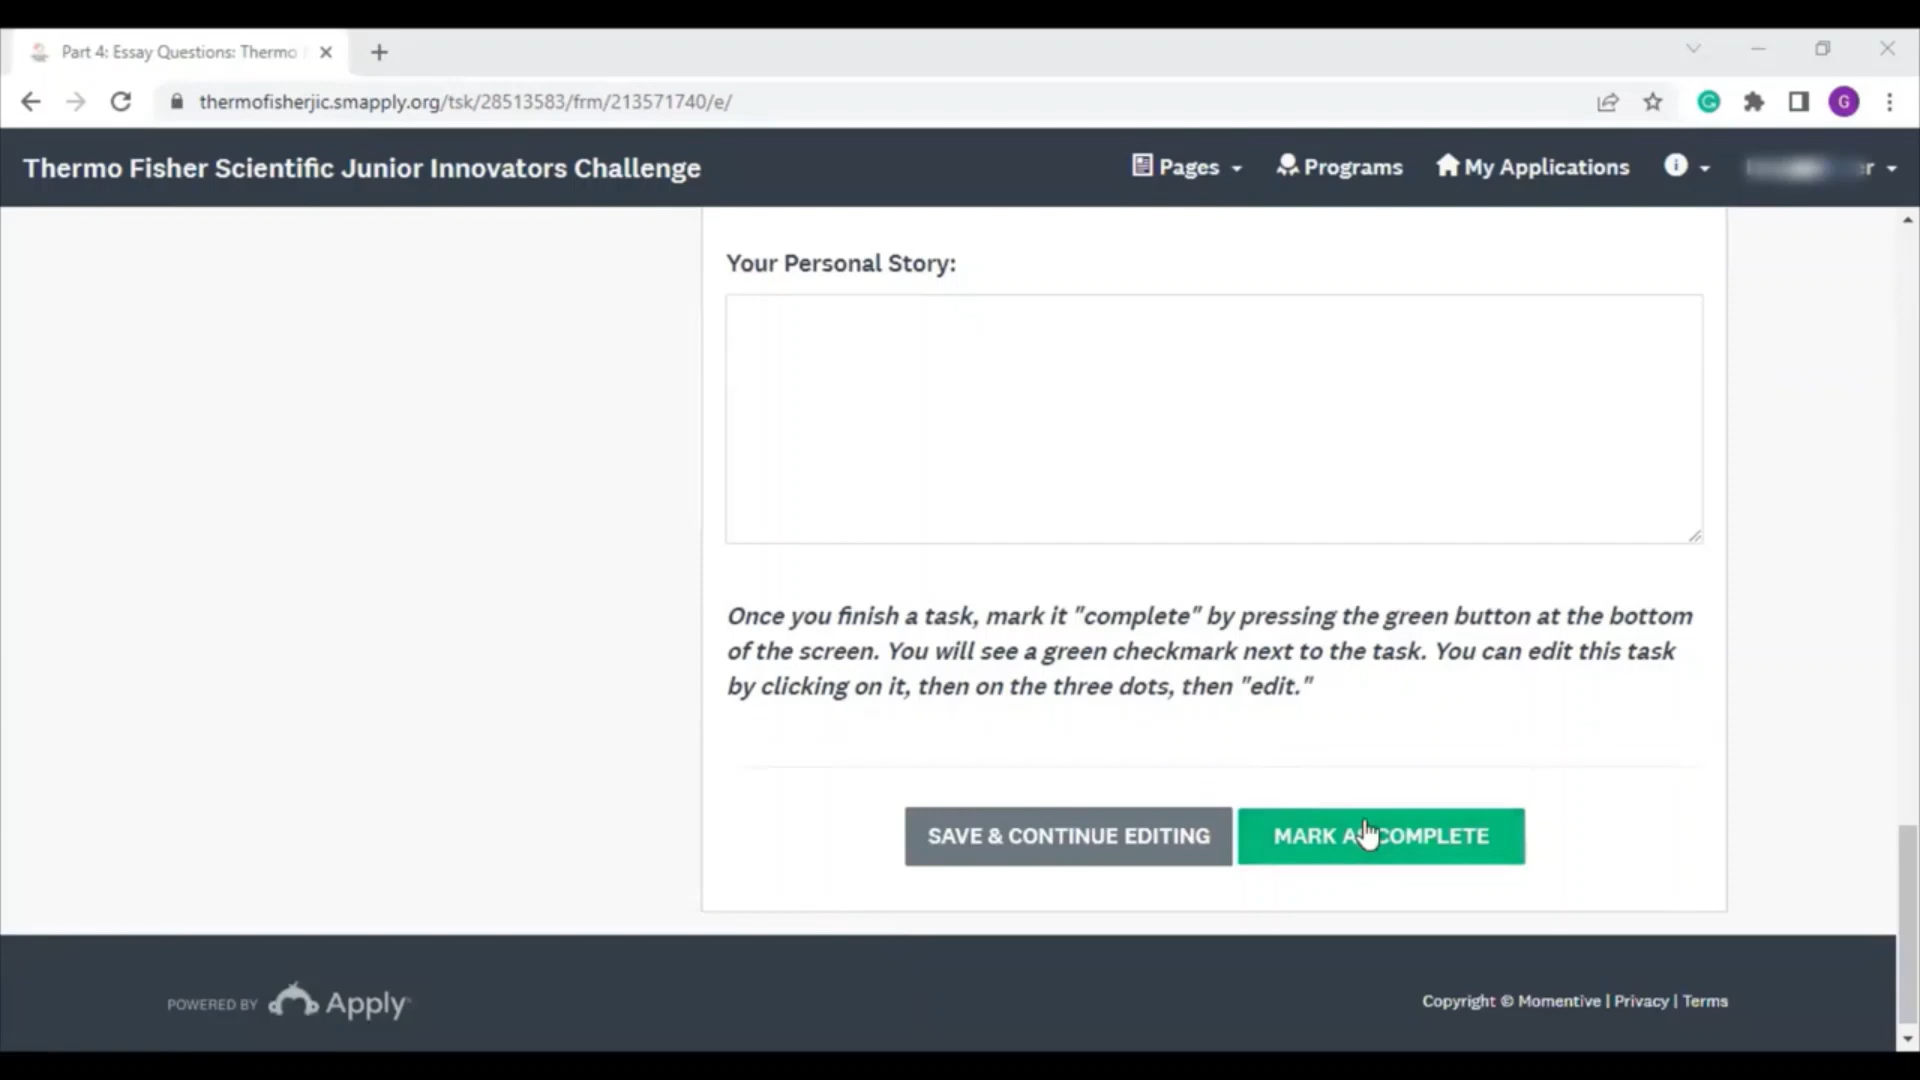 Part 4: Essay Questions: Thermo
thermofisherjic.smapply.org/tsk/28513583/frm/213571740/e/
G
Thermo Fisher Scientific Junior Innovators Challenge
Pages
Programs
My Applications
Your Personal Story:
Once you finish a task, mark it "complete" by pressing the green button at the bottom
of the screen. You will see a green checkmark next to the task. You can edit this task
by clicking on it, then on the three dots, then "edit."
SAVE & CONTINUE EDITING
MARK AS COMPLETE
POWERED BY Apply
Copyright © Momentive | Privacy | Terms